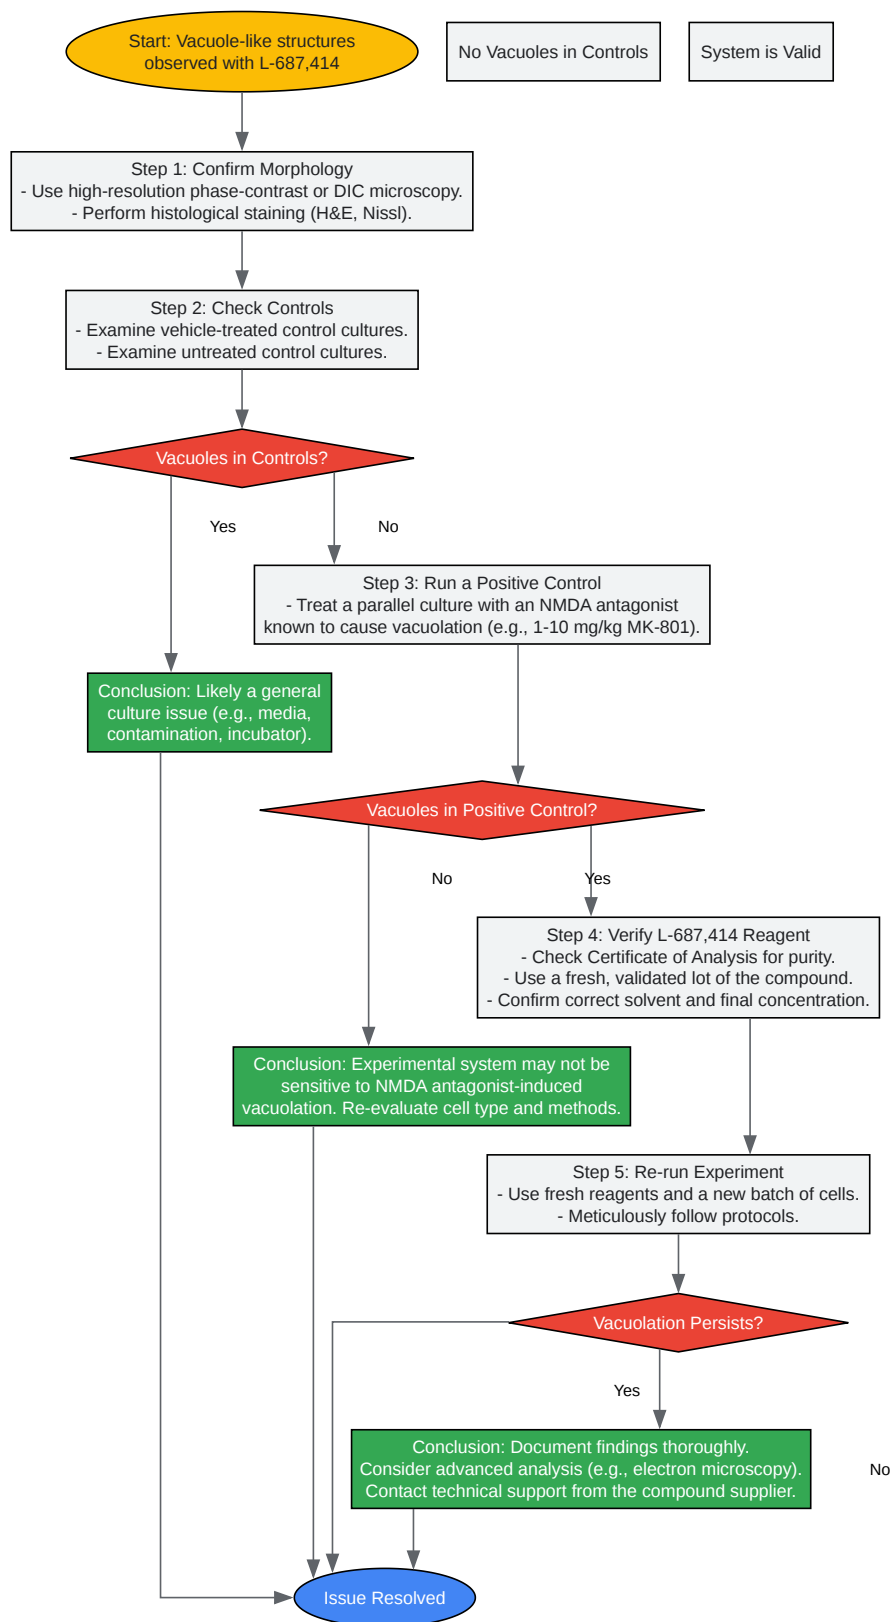 Start: Vacuole-like structures
observed with L-687,414
No Vacuoles in Controls
System is Valid
Step 1: Confirm Morphology
- Use high-resolution phase-contrast or DIC microscopy.
- Perform histological staining (H&E, Nissl).
Step 2: Check Controls
- Examine vehicle-treated control cultures.
- Examine untreated control cultures.
Vacuoles in Controls?
Yes
No
Step 3: Run a Positive Control
- Treat a parallel culture with an NMDA antagonist
known to cause vacuolation (e.g., 1-10 mg/kg MK-801).
Conclusion: Likely a general
culture issue (e.g., media,
contamination, incubator).
Vacuoles in Positive Control?
No
Yes
Step 4: Verify L-687,414 Reagent
- Check Certificate of Analysis for purity.
- Use a fresh, validated lot of the compound.
- Confirm correct solvent and final concentration.
Conclusion: Experimental system may not be
sensitive to NMDA antagonist-induced
vacuolation. Re-evaluate cell type and methods.
Step 5: Re-run Experiment
- Use fresh reagents and a new batch of cells.
- Meticulously follow protocols.
Vacuolation Persists?
Yes
Conclusion: Document findings thoroughly.
Consider advanced analysis (e.g., electron microscopy).
Contact technical support from the compound supplier.
No
Issue Resolved